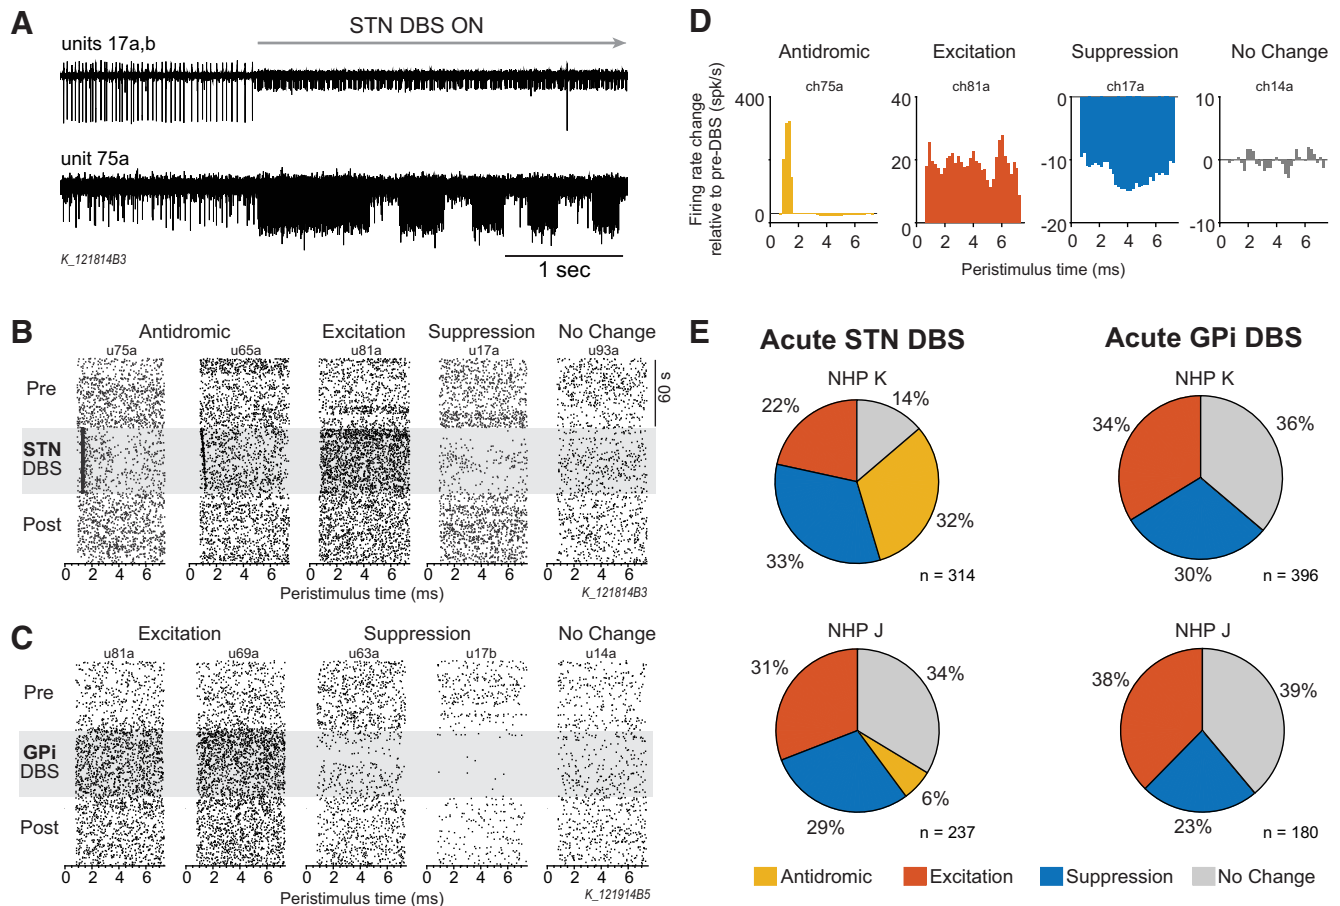 A
STN DBS ON
units 17a,b
unit 75a
K_121814B3
1 sec
B
Antidromic Excitation Suppression No Change
u75a u65a u81a u17a u93a
Pre
STN
DBS
Post
60 s
0 2 4 6 0 2 4 6 0 2 4 6 0 2 4 6 0 2 4 6
Peristimulus time (ms)
K_121814B3
C
Excitation Suppression No Change
u81a u69a u63a u17b u14a
Pre
GPi
DBS
Post
0 2 4 6 0 2 4 6 0 2 4 6 0 2 4 6 0 2 4 6
Peristimulus time (ms)
K_121914B5
D
Antidromic Excitation Suppression No Change
ch75a ch81a ch17a ch14a
Firing rate change
relative to pre-DBS (spk/s)
400 40 0 10
20 -10 0
0 0 -20 -10
0 2 4 6 0 2 4 6 0 2 4 6 0 2 4 6
Peristimulus time (ms)
E
Acute STN DBS Acute GPi DBS
NHP K NHP K
22% 14% 34% 36%
32%
33% 30%
n = 314 n = 396
NHP J NHP J
31% 34% 38% 39%
6%
29% 23%
n = 237 n = 180
Antidromic Excitation Suppression No Change